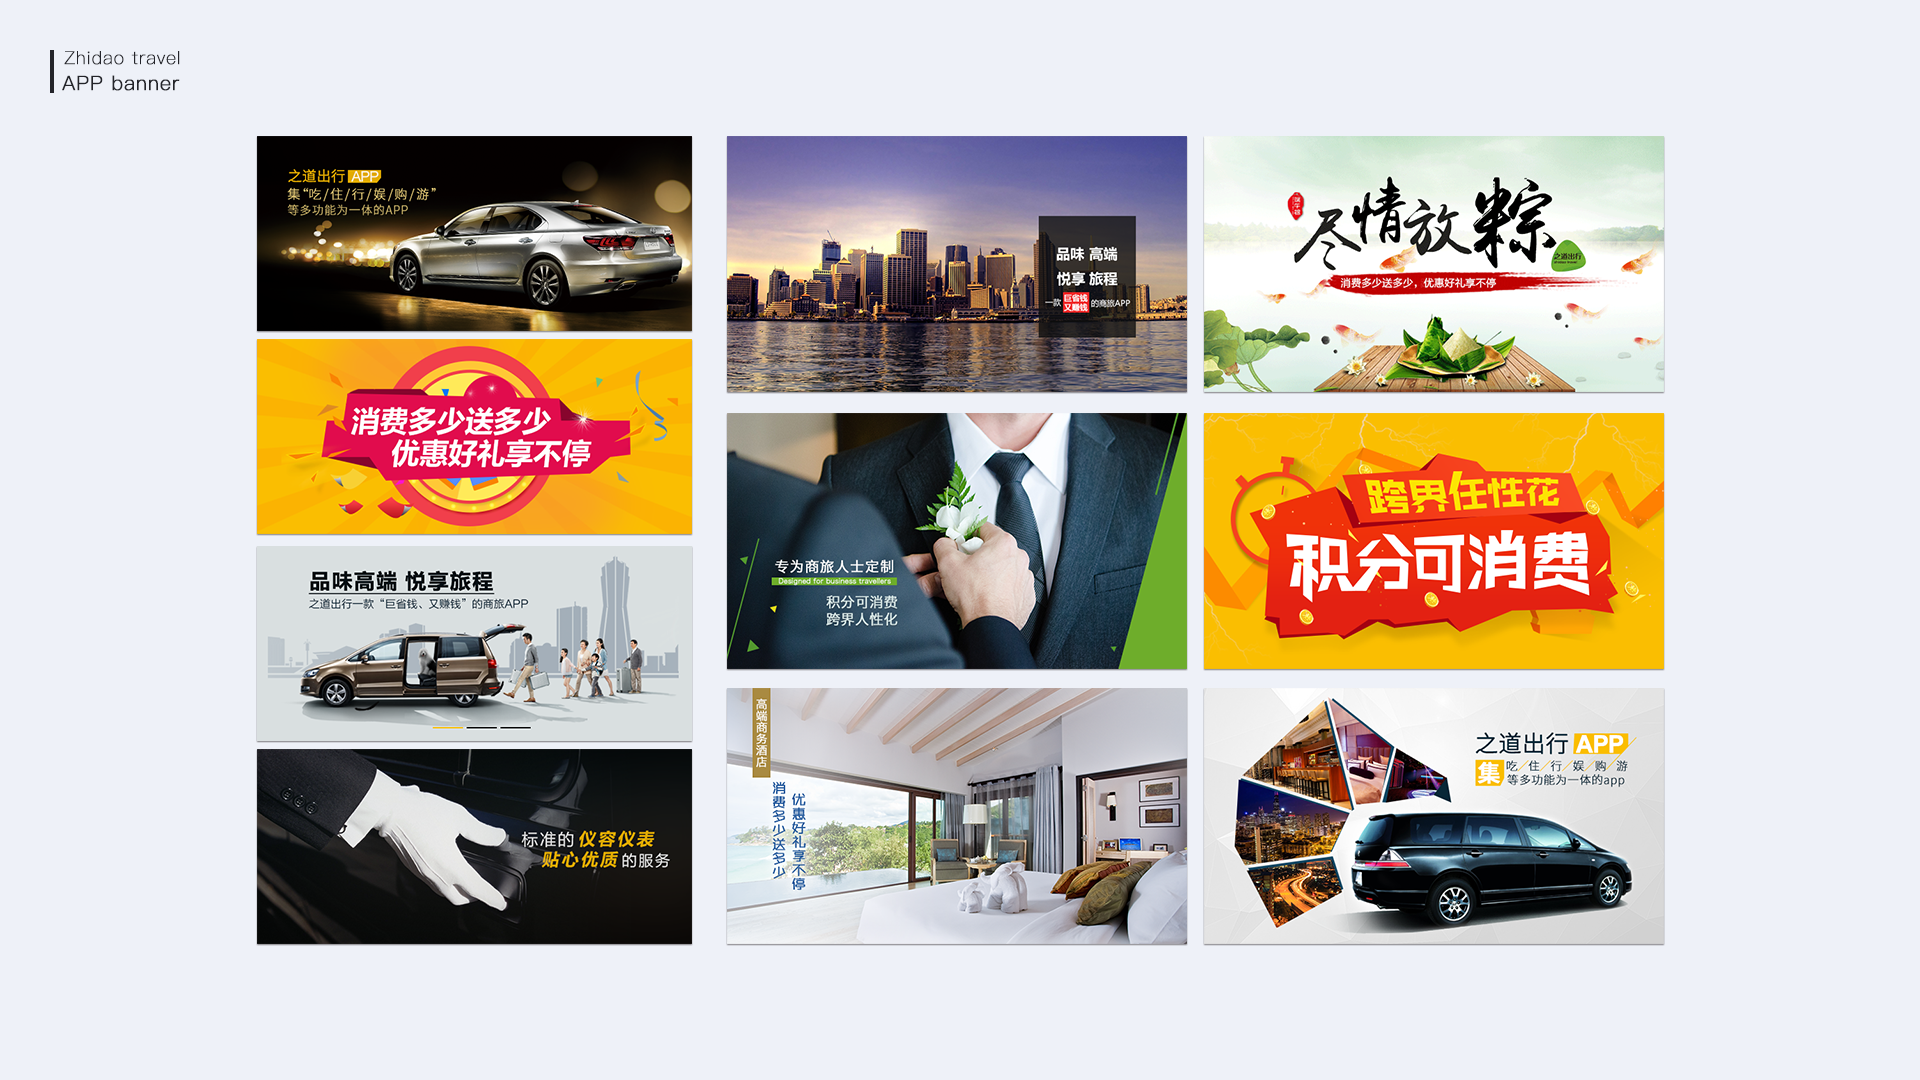 Zhidao travel
APP banner
之道出行 APP
集“吃/住/行/娱/购/游”
等多功能为一体的APP
消费多少送多少
优惠好礼享不停
品味高端 悦享旅程
之道出行一款“巨省钱、又赚钱”的商旅APP
标准的 仪容仪表
贴心优质 的服务
品味 高端
悦享 旅程
一款 巨省钱 又赚钱 的商旅APP
专为商旅人士定制
Designed for business travellers
积分可消费
跨界人性化
高端商务酒店
优惠好礼享不停
消费多少送多少
端午节
尽情放粽
之道出行
消费多少送多少，优惠好礼享不停
跨界任性花
积分可消费
之道出行 APP
集 吃/住/行/娱/购/游
等多功能为一体的app